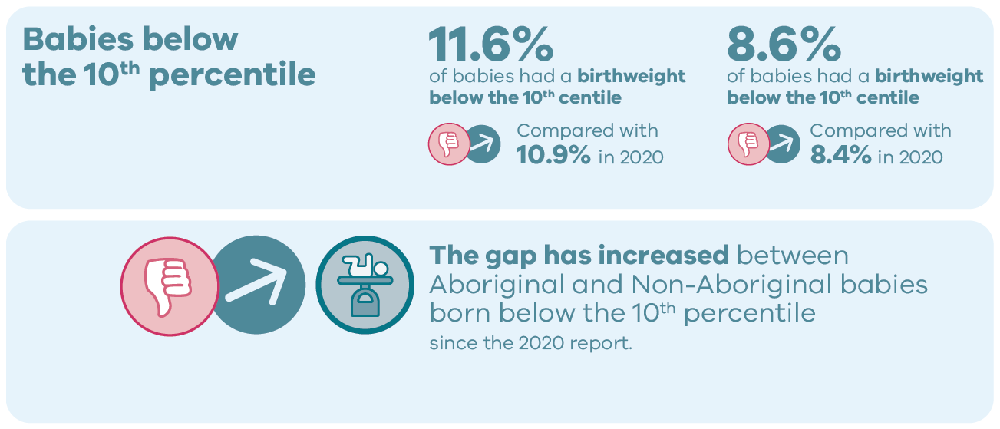 Babies below
the 10th percentile
11.6%
of babies had a birthweight
below the 10th centile
Compared with
10.9% in 2020
8.6%
of babies had a birthweight
below the 10th centile
Compared with
8.4% in 2020
The gap has increased between
Aboriginal and Non-Aboriginal babies
born below the 10th percentile
since the 2020 report.